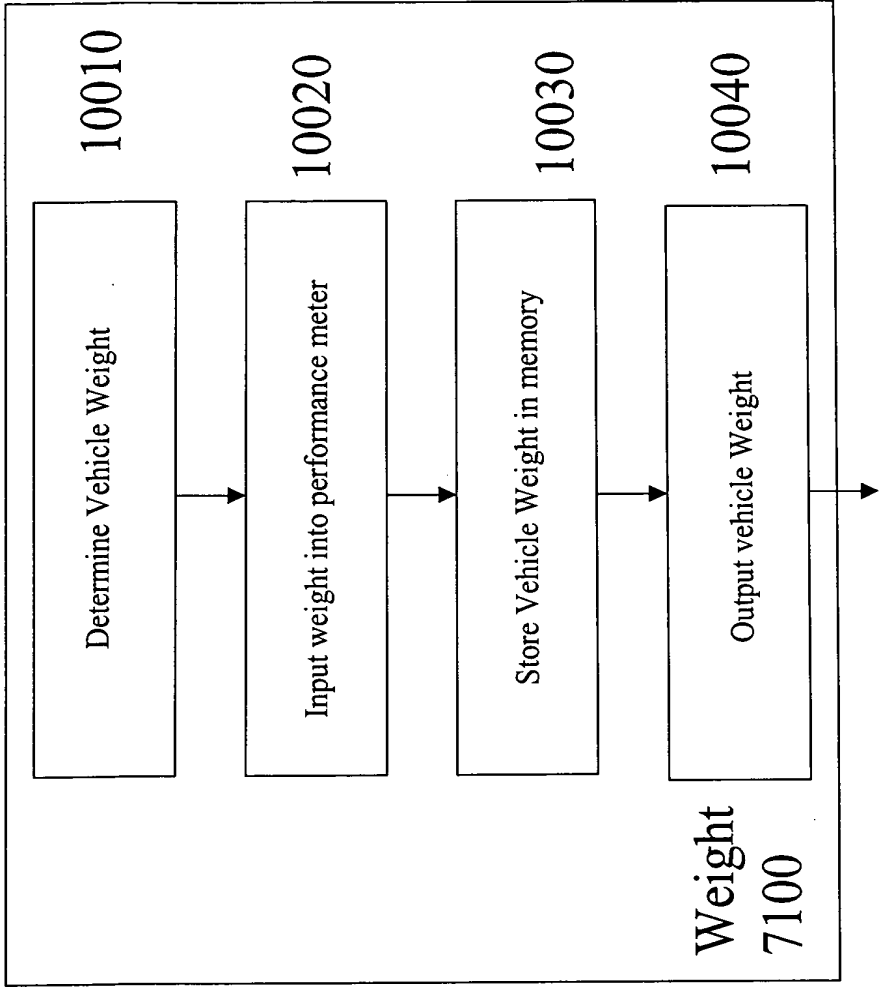 Determine Vehicle Weight
10010
Input weight into performance meter
10020
Store Vehicle Weight in memory
10030
Output vehicle Weight
10040
Weight
7100